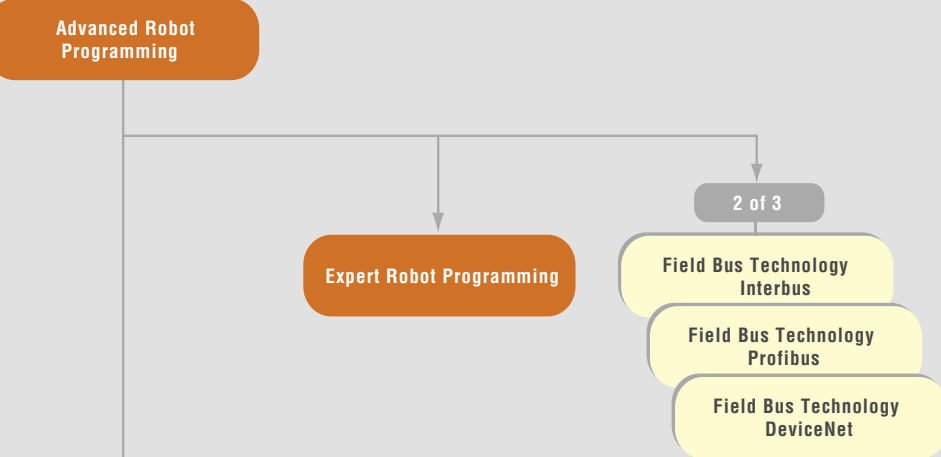 Advanced Robot
Programming
2 of 3
Expert Robot Programming
Field Bus Technology
Interbus
Field Bus Technology
Profibus
Field Bus Technology
DeviceNet